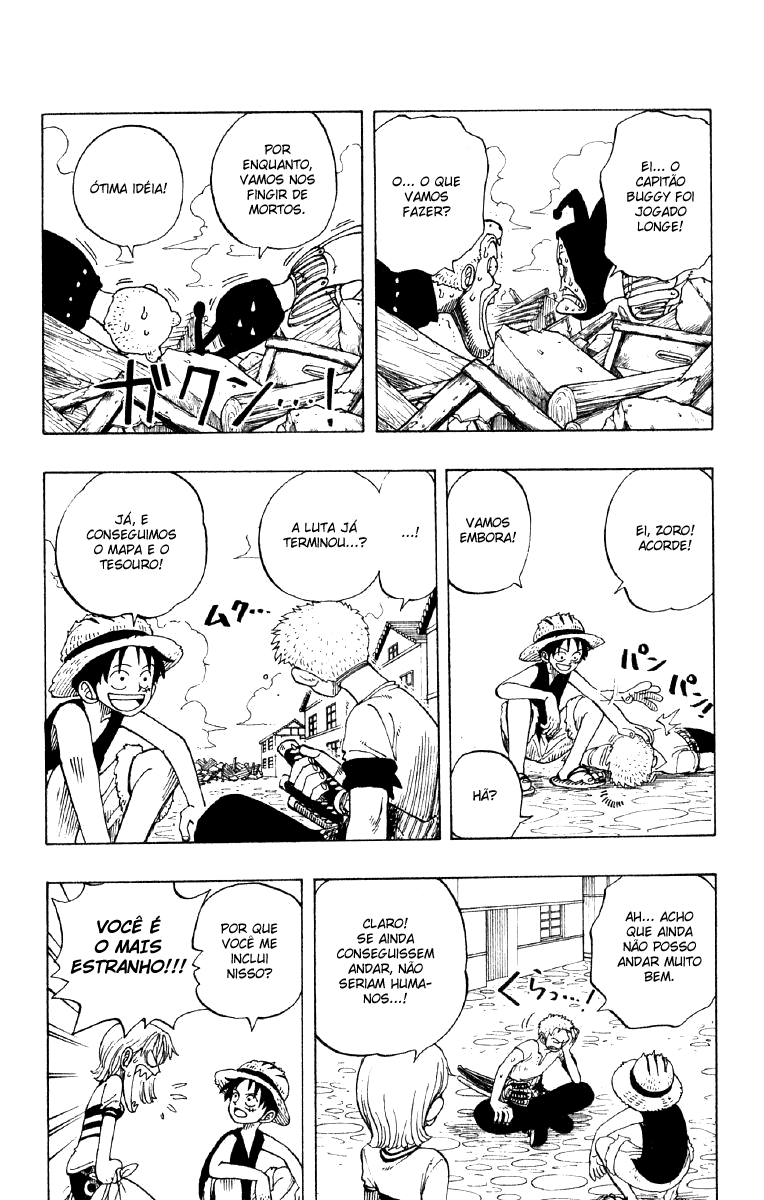 EI... O
CAPITÃO
BUGGY FOI
JOGADO
LONGE!
O... O QUE
VAMOS
FAZER?
POR
ENQUANTO,
VAMOS NOS
FINGIR DE
MORTOS.
ÓTIMA IDÉIA!
ガクン...!
EI, ZORO!
ACORDE!
VAMOS
EMBORA!
パンパン!
HÃ?
...!
A LUTA JÁ
TERMINOU...?
ムク...
JÁ, E
CONSEGUIMOS
O MAPA E O
TESOURO!
AH... ACHO
QUE AINDA
NÃO POSSO
ANDAR MUITO
BEM.
くらっ...!
CLARO!
SE AINDA
CONSEGUISSEM
ANDAR, NÃO
SERIAM HUMA-
NOS...!
POR QUE
VOCÊ ME
INCLUI
NISSO?
VOCÊ É
O MAIS
ESTRANHO!!!